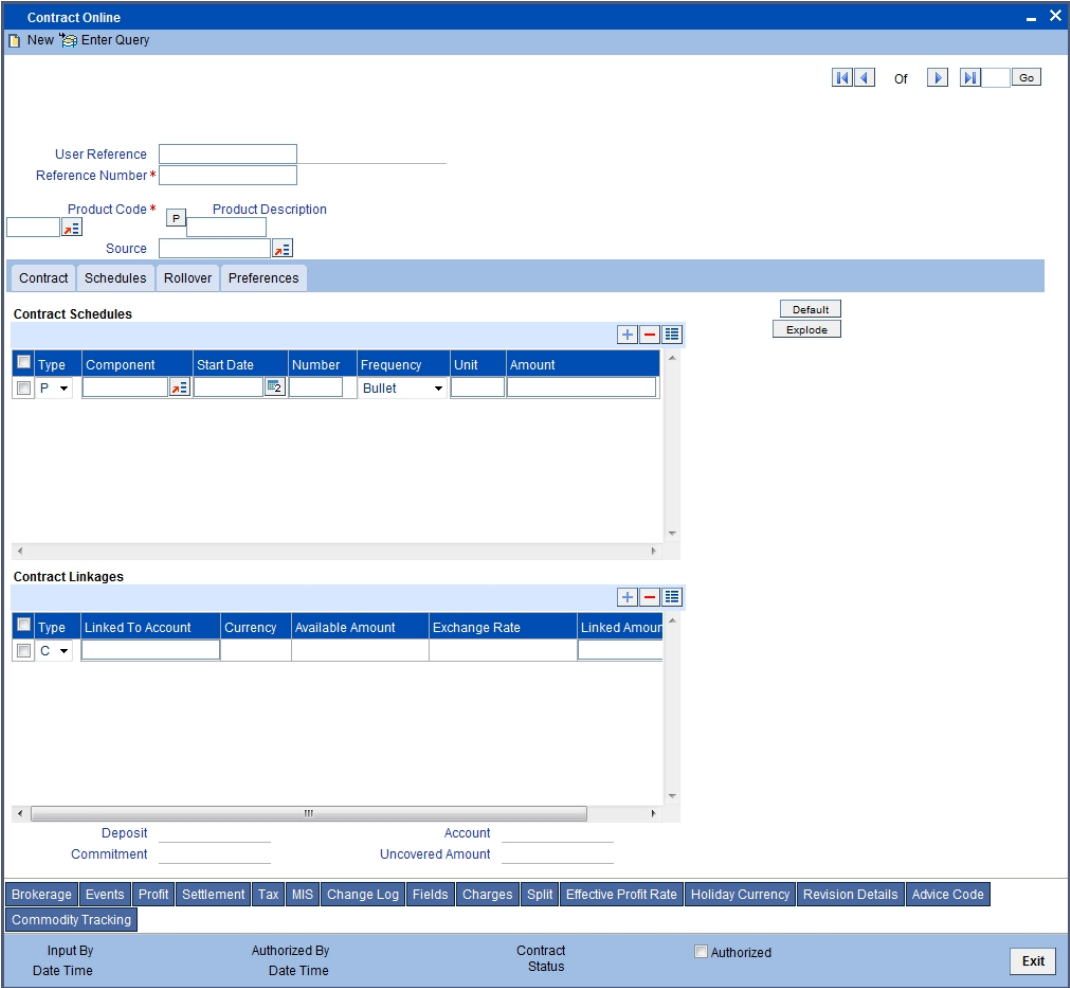 Contract Online
New Enter Query
Of Go
User Reference
Reference Number *
Product Code * P Product Description
Source
Contract Schedules Rollover Preferences
Contract Schedules Default
Explode
Type Component Start Date Number Frequency Unit Amount
P 2 Bullet
Contract Linkages
Type Linked To Account Currency Available Amount Exchange Rate Linked Amoun
C
Deposit Account
Commitment Uncovered Amount
Brokerage Events Profit Settlement Tax MIS Change Log Fields Charges Split Effective Profit Rate Holiday Currency Revision Details Advice Code
Commodity Tracking
Input By Authorized By Contract Authorized
Date Time Date Time Status Exit